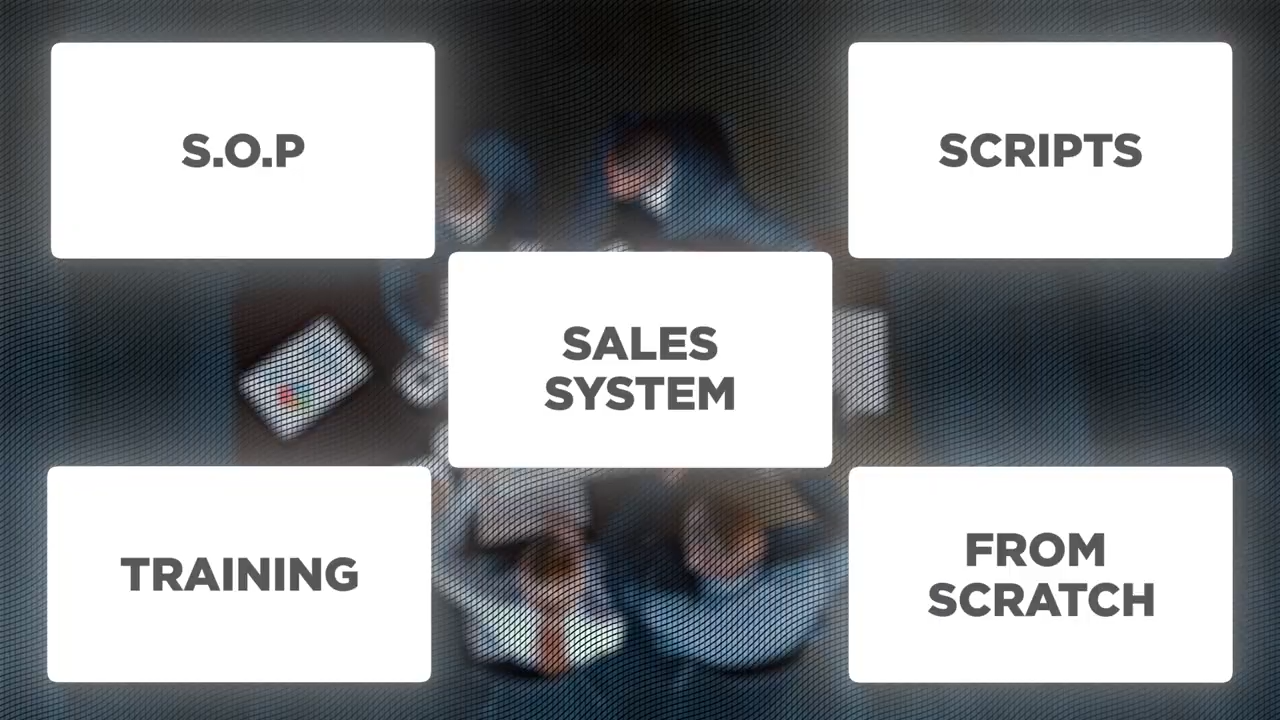 S.O.P
SCRIPTS
SALES
SYSTEM
TRAINING
FROM
SCRATCH